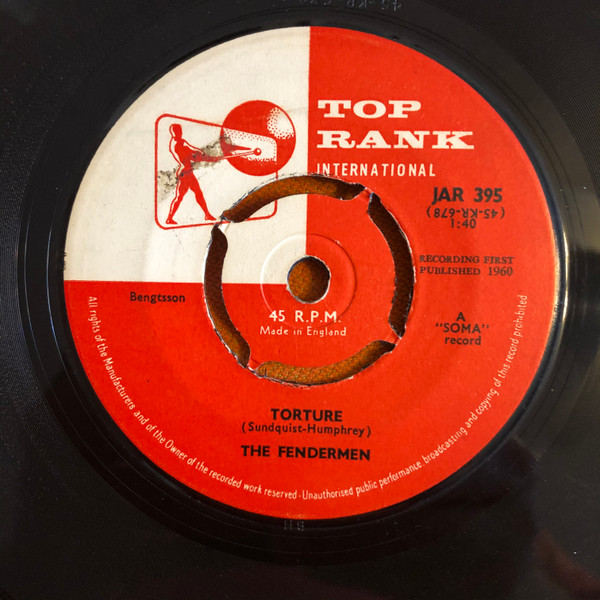 TOP
RANK
INTERNATIONAL
JAR 395
(45-KR-678)
1:40
RECORDING FIRST
PUBLISHED 1960
Bengtsson
45 R.P.M.
Made in England
A
"SOMA"
record
TORTURE
(Sundquist-Humphrey)
THE FENDERMEN
All rights of the Manufacturers and of the Owner of the recorded work reserved · Unauthorised public performance, broadcasting and copying of this record prohibited